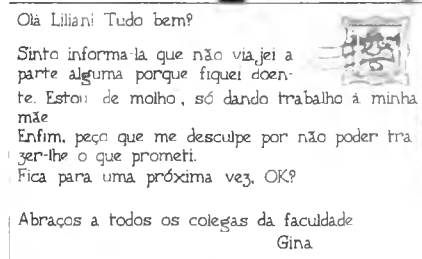 Olá Lilian! Tudo bem?
Sinto informa-la que não viajei a
parte alguma porque fiquei doen-
te. Estou de molho, só dando trabalho à minha
mãe
Enfim, peço que me desculpe por não poder tra
zer-lhe o que prometi.
Fica para uma próxima vez, OK?
Abraços a todos os colegas da faculdade
Gina